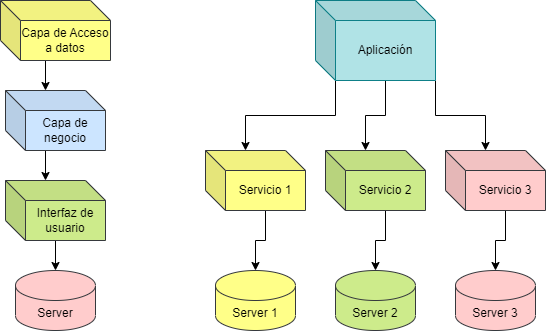 Capa de Acceso
a datos
Capa de
negocio
Interfaz de
usuario
Server
Aplicación
Servicio 1
Servicio 2
Servicio 3
Server 1
Server 2
Server 3